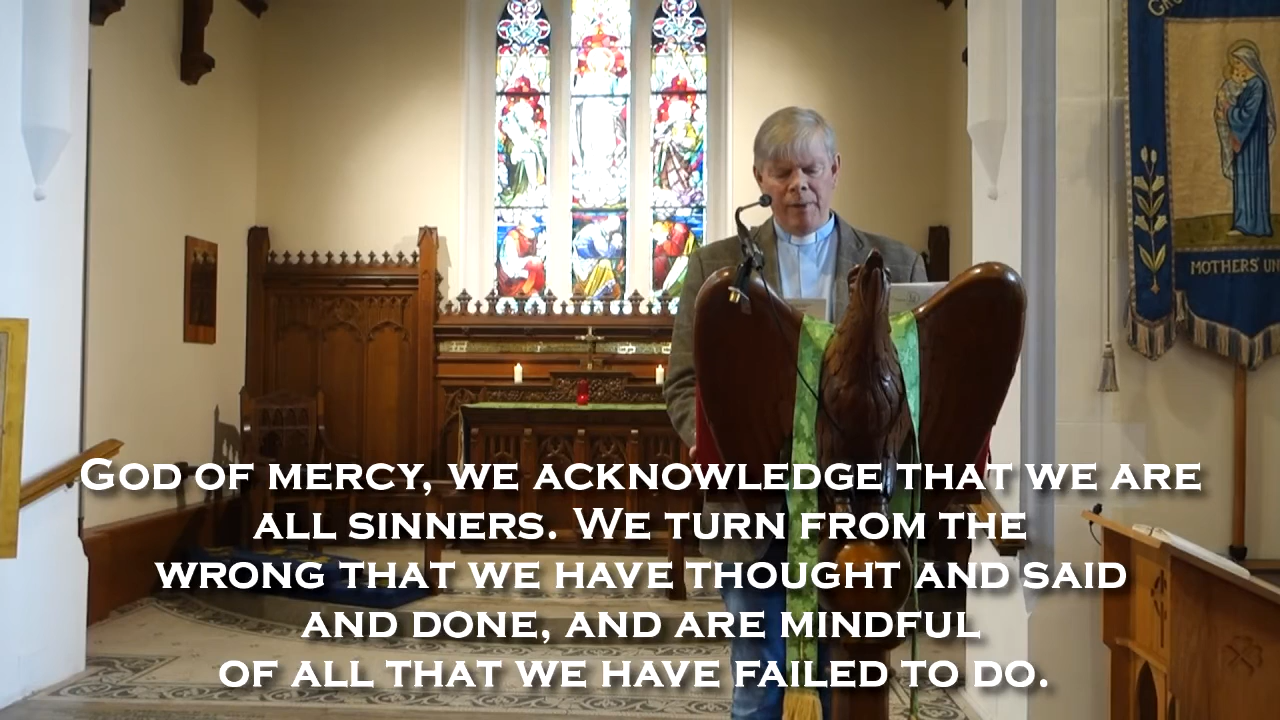 MOTHERS' UN
God of mercy, we acknowledge that we are
all sinners. We turn from the
wrong that we have thought and said
and done, and are mindful
of all that we have failed to do.